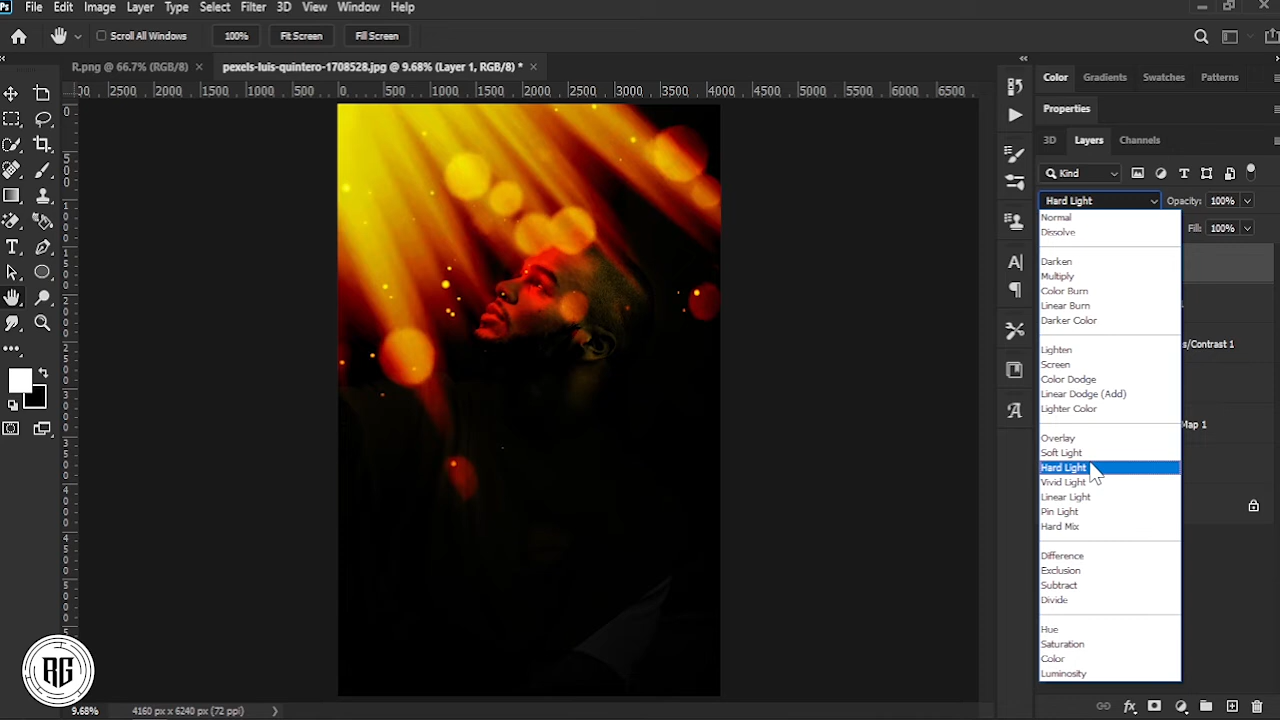 Ps File Edit Image Layer Type Select Filter 3D View Window Help
Scroll All Windows 100% Fit Screen Fill Screen
R.png @ 66.7% (RGB/8) × pexels-luis-quintero-1708528.jpg @ 9.68% (Layer 1, RGB/8) * ×
2500 2000 1500 1000 500 0 500 1000 1500 2000 2500 3000 3500 4000 4500 5000 5500 6000 6500
Color Gradients Swatches Patterns
Properties
3D Layers Channels
Kind
Hard Light Opacity: 100%
Fill: 100%
Normal
Dissolve
Darken
Multiply
Color Burn
Linear Burn
Darker Color
Lighten
Screen
s/Contrast 1
Color Dodge
Linear Dodge (Add)
Lighter Color
Map 1
Overlay
Soft Light
Hard Light
Vivid Light
Linear Light
Pin Light
Hard Mix
Difference
Exclusion
Subtract
Divide
Hue
Saturation
Color
Luminosity
RG
9.68% 4160 px x 6240 px (72 ppi)